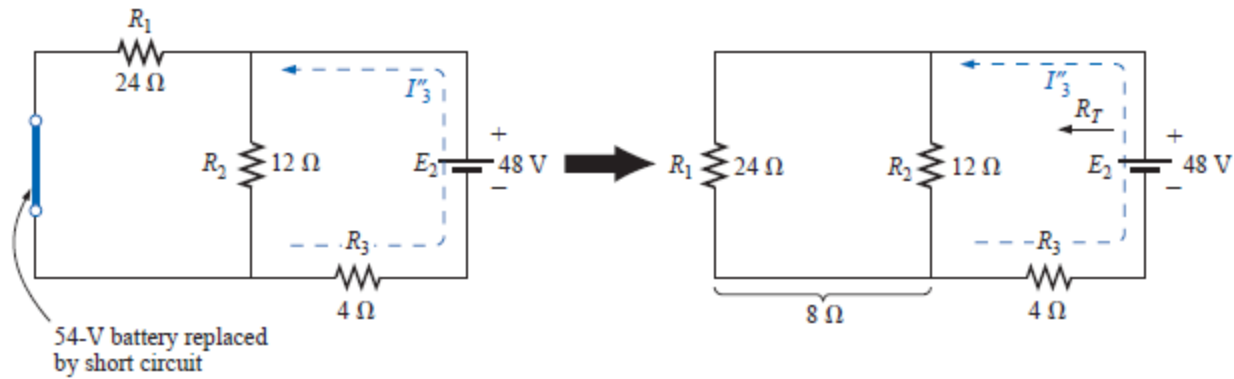 R1
24 Ω
I″3
R2
12 Ω
E2
+
48 V
−
R3
4 Ω
54-V battery replaced
by short circuit
I″3
RT
R1
24 Ω
R2
12 Ω
E2
+
48 V
−
R3
8 Ω
4 Ω